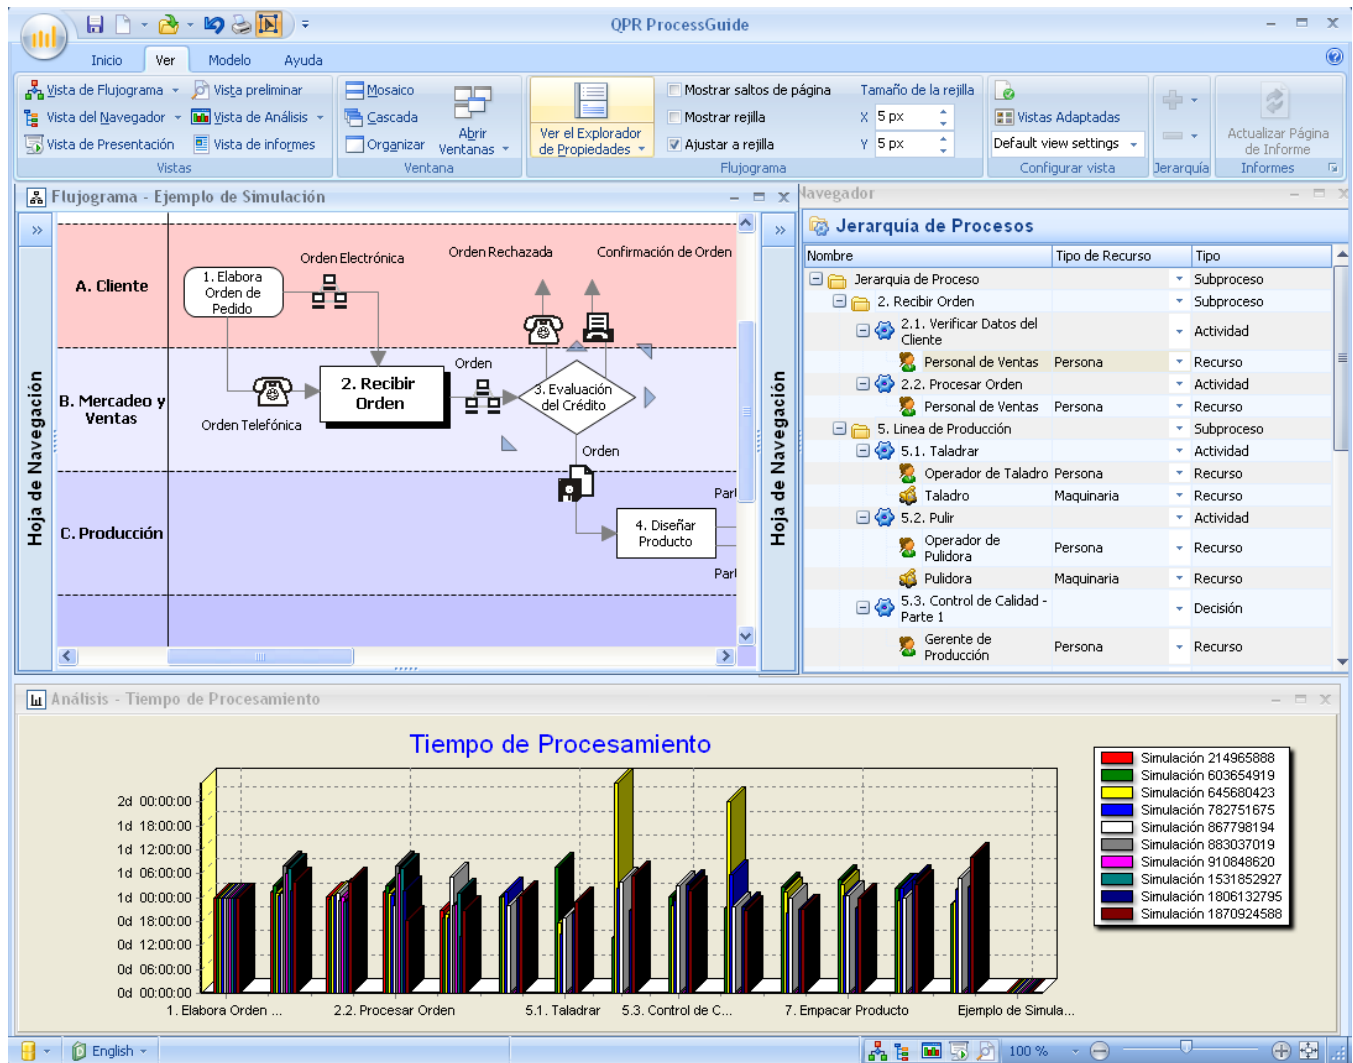 QPR ProcessGuide
Inicio Ver Modelo Ayuda
Vista de Flujograma Vista preliminar
Vista del Navegador Vista de Análisis
Vista de Presentación Vista de informes
Vistas
Mosaico
Cascada
Organizar
Abrir
Ventanas
Ventana
Ver el Explorador
de Propiedades
Mostrar saltos de página
Mostrar rejilla
Ajustar a rejilla
Tamaño de la rejilla
X 5 px
Y 5 px
Flujograma
Vistas Adaptadas
Default view settings
Configurar vista
Jerarquía
Actualizar Página
de Informe
Informes
Flujograma - Ejemplo de Simulación
Hoja de Navegación
A. Cliente
1. Elabora
Orden de
Pedido
Orden Electrónica
Orden Rechazada
Confirmación de Orden
B. Mercadeo y
Ventas
Orden Telefónica
2. Recibir
Orden
Orden
3. Evaluación
del Crédito
Orden
C. Producción
4. Diseñar
Producto
Part
Part
Hoja de Navegación
Navegador
Jerarquía de Procesos
Nombre Tipo de Recurso Tipo
Jerarquia de Proceso Subproceso
2. Recibir Orden Subproceso
2.1. Verificar Datos del
Cliente Actividad
Personal de Ventas Persona Recurso
2.2. Procesar Orden Actividad
Personal de Ventas Persona Recurso
5. Linea de Producción Subproceso
5.1. Taladrar Actividad
Operador de Taladro Persona Recurso
Taladro Maquinaria Recurso
5.2. Pulir Actividad
Operador de
Pulidora Persona Recurso
Pulidora Maquinaria Recurso
5.3. Control de Calidad -
Parte 1 Decisión
Gerente de
Producción Persona Recurso
Análisis - Tiempo de Procesamiento
Tiempo de Procesamiento
2d 00:00:00
1d 18:00:00
1d 12:00:00
1d 06:00:00
1d 00:00:00
0d 18:00:00
0d 12:00:00
0d 06:00:00
0d 00:00:00
1. Elabora Orden ... 2.2. Procesar Orden 5.1. Taladrar 5.3. Control de C... 7. Empacar Producto Ejemplo de Simula...
Simulación 214965888
Simulación 603654919
Simulación 645680423
Simulación 782751675
Simulación 867798194
Simulación 883037019
Simulación 910848620
Simulación 1531852927
Simulación 1806132795
Simulación 1870924588
English 100 %